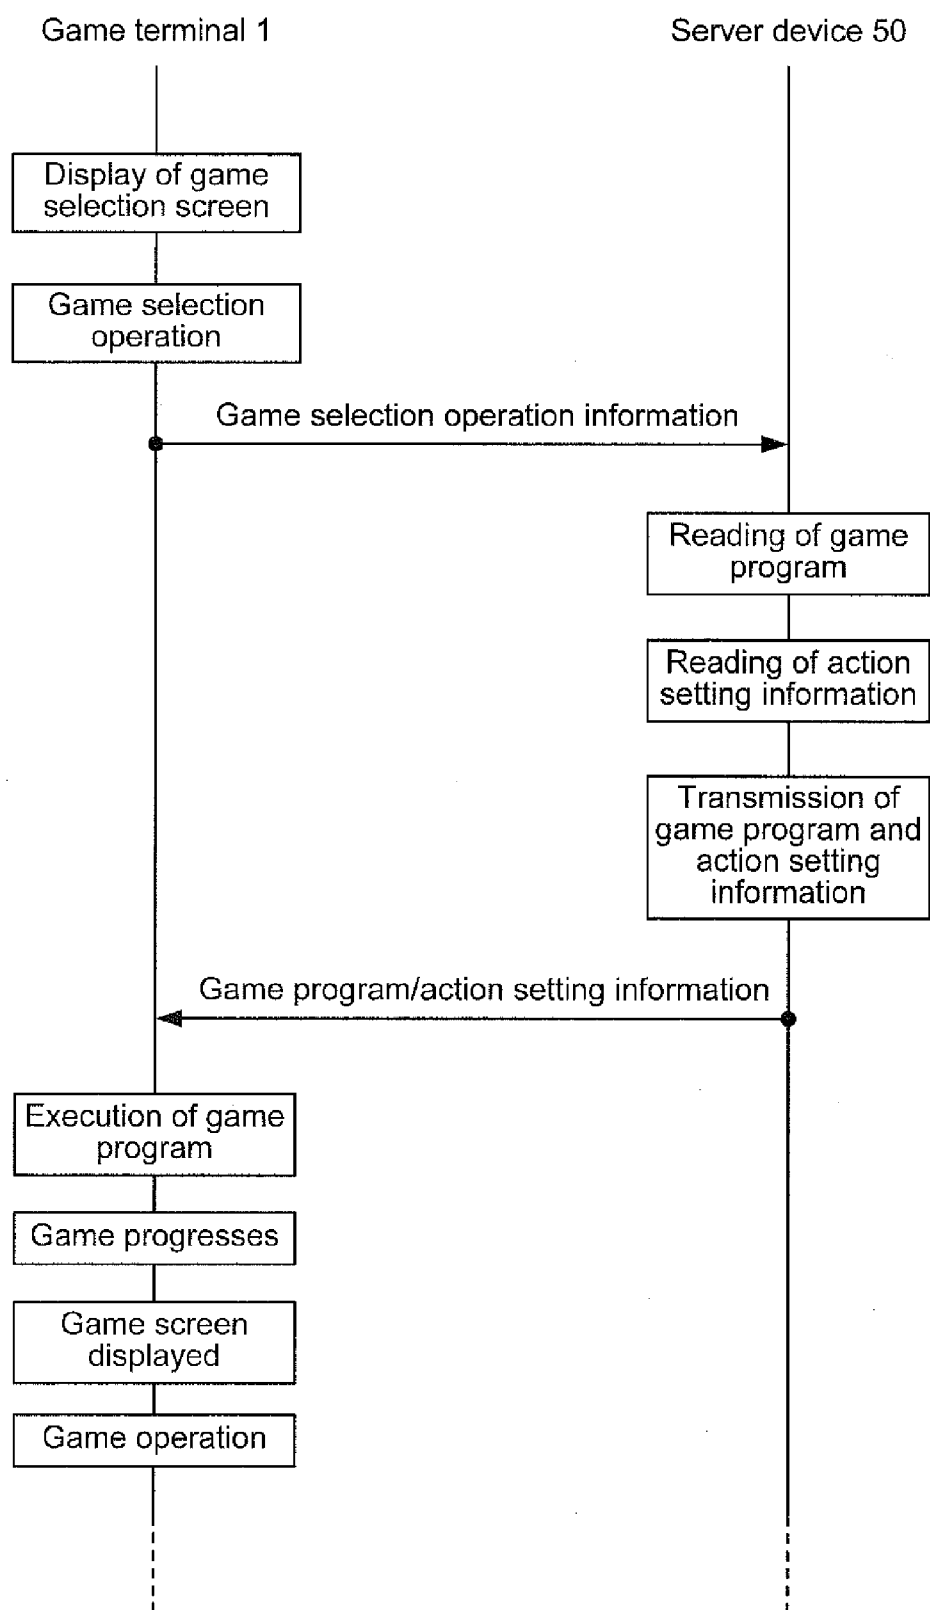 Game terminal 1
Server device 50
Display of game
selection screen
Game selection
operation
Game selection operation information
Reading of game
program
Reading of action
setting information
Transmission of
game program and
action setting
information
Game program/action setting information
Execution of game
program
Game progresses
Game screen
displayed
Game operation